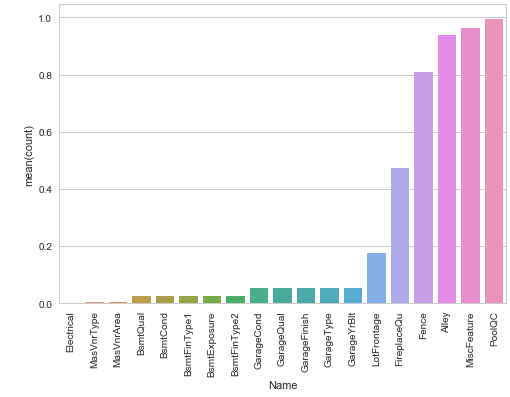 1.0
0.8
0.6
0.4
0.2
0.0
mean(count)
Electrical
MasVnrType
MasVnrArea
BsmtQual
BsmtCond
BsmtFinType1
BsmtExposure
BsmtFinType2
GarageCond
GarageQual
GarageFinish
GarageType
GarageYrBlt
LotFrontage
FireplaceQu
Fence
Alley
MiscFeature
PoolQC
Name